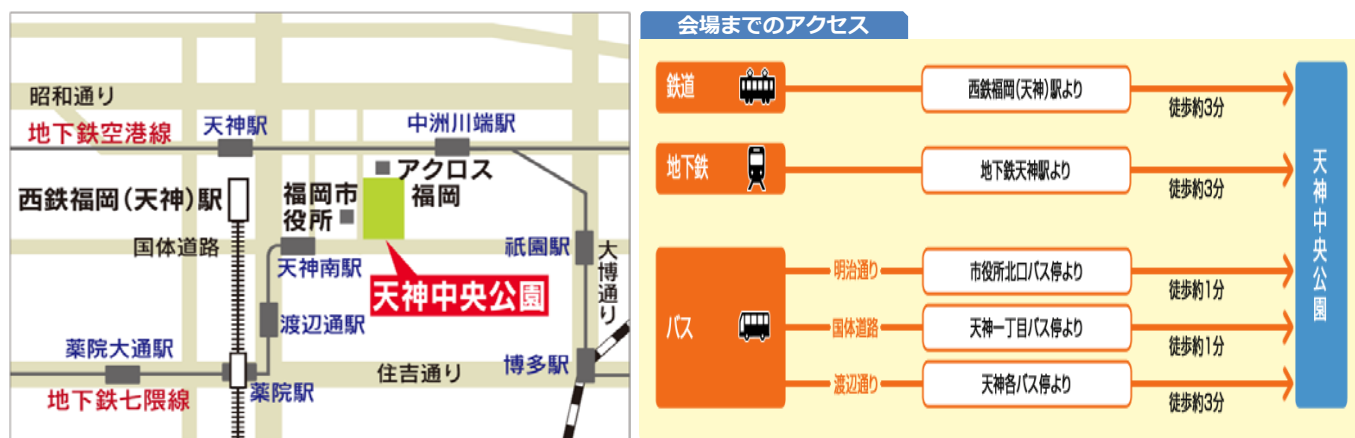 昭和通り
地下鉄空港線
天神駅
中洲川端駅
アクロス
福岡
西鉄福岡(天神)駅
福岡市
役所
国体道路
天神南駅
祇園駅
大博通り
天神中央公園
渡辺通駅
薬院大通駅
地下鉄七隈線
薬院駅
住吉通り
博多駅
会場までのアクセス
鉄道
西鉄福岡(天神)駅より
徒歩約3分
地下鉄
地下鉄天神駅より
徒歩約3分
バス
明治通り
市役所北口バス停より
徒歩約1分
国体道路
天神一丁目バス停より
徒歩約1分
渡辺通り
天神各バス停より
徒歩約3分
天神中央公園